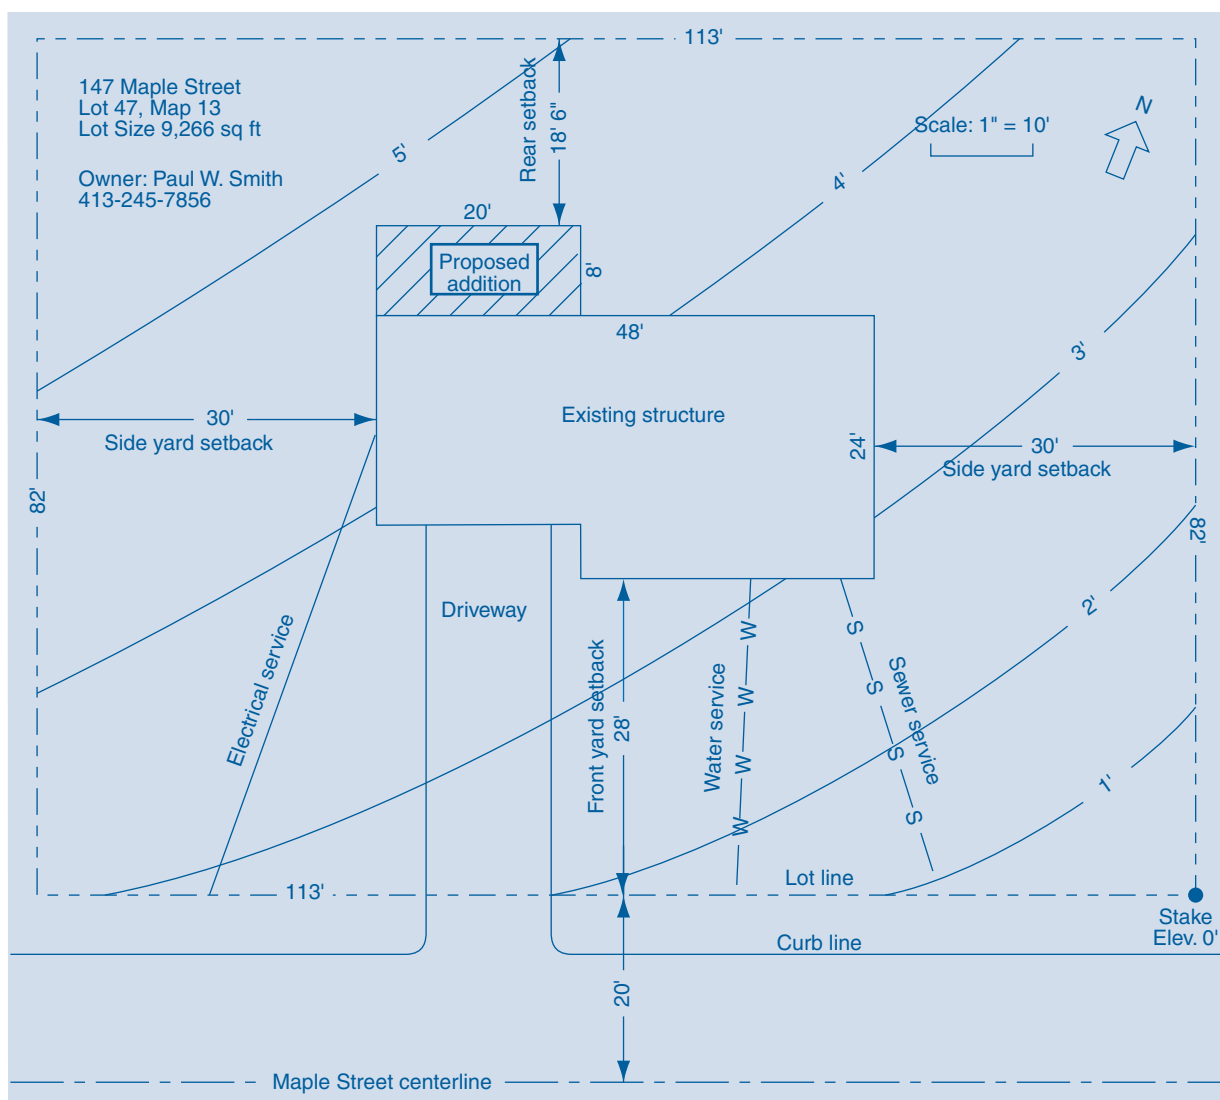 113'
147 Maple Street
Lot 47, Map 13
Lot Size 9,266 sq ft
Owner: Paul W. Smith
413-245-7856
5'
Rear setback
18' 6"
4'
Scale: 1" = 10'
N
20'
Proposed
addition
8'
48'
3'
30'
Side yard setback
Existing structure
24'
30'
Side yard setback
82'
82'
2'
Driveway
Electrical service
Front yard setback
28'
Water service
W
W
W
W
Sewer service
S
S
S
S
1'
113'
Lot line
Stake
Elev. 0'
Curb line
20'
Maple Street centerline